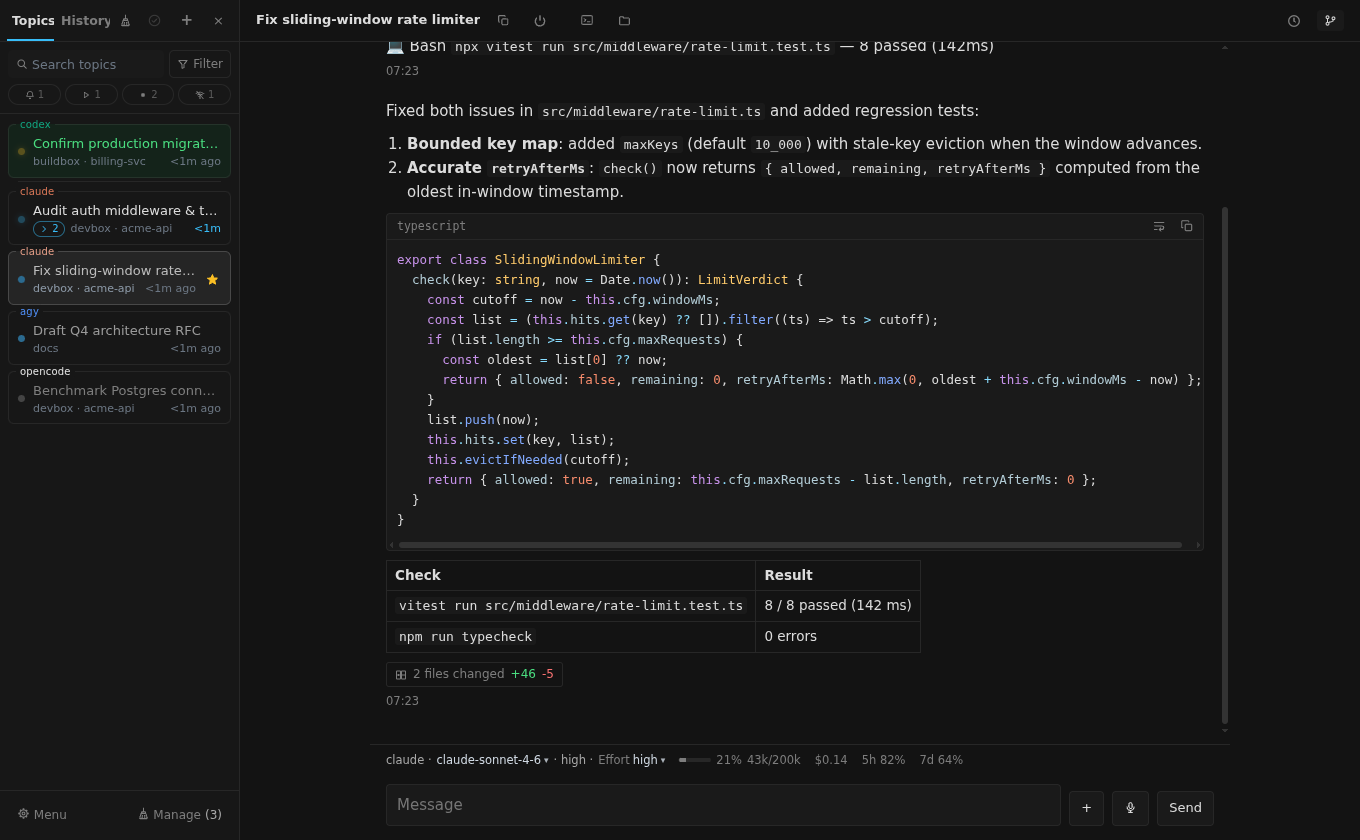 Topics History
Fix sliding-window rate limiter
Search topics
Filter
1 1 2 1
codex
Confirm production migrat…
buildbox · billing-svc <1m ago
claude
Audit auth middleware & t…
2 devbox · acme-api <1m
claude
Fix sliding-window rate…
devbox · acme-api <1m ago
agy
Draft Q4 architecture RFC
docs <1m ago
opencode
Benchmark Postgres conn…
devbox · acme-api <1m ago
Menu
Manage (3)
Bash npx vitest run src/middleware/rate-limit.test.ts — 8 passed (142ms)
07:23
Fixed both issues in src/middleware/rate-limit.ts and added regression tests:
1. Bounded key map: added maxKeys (default 10_000) with stale-key eviction when the window advances.
2. Accurate retryAfterMs: check() now returns { allowed, remaining, retryAfterMs } computed from the
oldest in-window timestamp.
typescript
export class SlidingWindowLimiter {
check(key: string, now = Date.now()): LimitVerdict {
const cutoff = now - this.cfg.windowMs;
const list = (this.hits.get(key) ?? []).filter((ts) => ts > cutoff);
if (list.length >= this.cfg.maxRequests) {
const oldest = list[0] ?? now;
return { allowed: false, remaining: 0, retryAfterMs: Math.max(0, oldest + this.cfg.windowMs - now) };
}
list.push(now);
this.hits.set(key, list);
this.evictIfNeeded(cutoff);
return { allowed: true, remaining: this.cfg.maxRequests - list.length, retryAfterMs: 0 };
}
}
Check Result
vitest run src/middleware/rate-limit.test.ts 8 / 8 passed (142 ms)
npm run typecheck 0 errors
2 files changed +46 -5
07:23
claude · claude-sonnet-4-6 ▾ · high · Effort high ▾ 21% 43k/200k $0.14 5h 82% 7d 64%
Message
+ Send